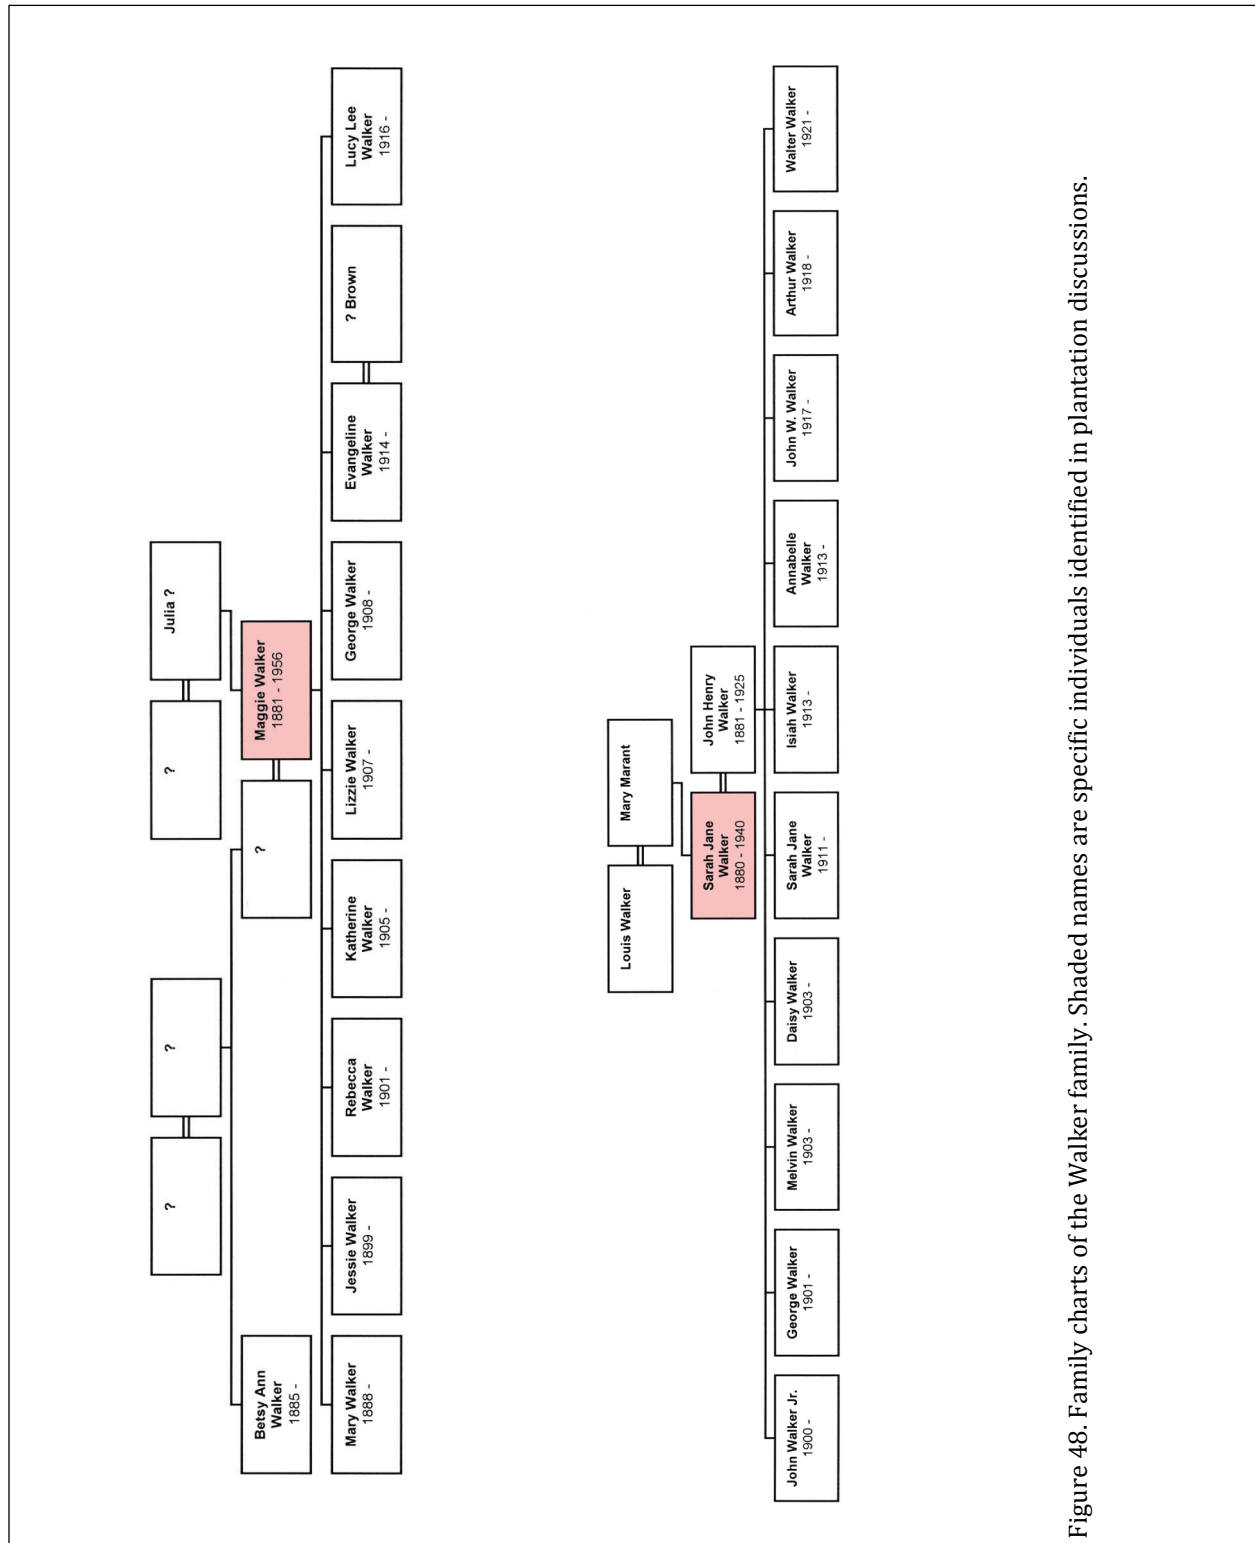 ?
?
?
Julia ?
Betsy Ann
Walker
1885 -
?
Maggie Walker
1881 - 1956
Mary Walker
1888 -
Jessie Walker
1899 -
Rebecca
Walker
1901 -
Katherine
Walker
1905 -
Lizzie Walker
1907 -
George Walker
1908 -
Evangeline
Walker
1914 -
? Brown
Lucy Lee
Walker
1916 -
Louis Walker
Mary Marant
Sarah Jane
Walker
1880 - 1940
John Henry
Walker
1881 - 1925
John Walker Jr.
1900 -
George Walker
1901 -
Melvin Walker
1903 -
Daisy Walker
1903 -
Sarah Jane
Walker
1911 -
Isiah Walker
1913 -
Annabelle
Walker
1913 -
John W. Walker
1917 -
Arthur Walker
1918 -
Walter Walker
1921 -
Figure 48. Family charts of the Walker family. Shaded names are specific individuals identified in plantation discussions.